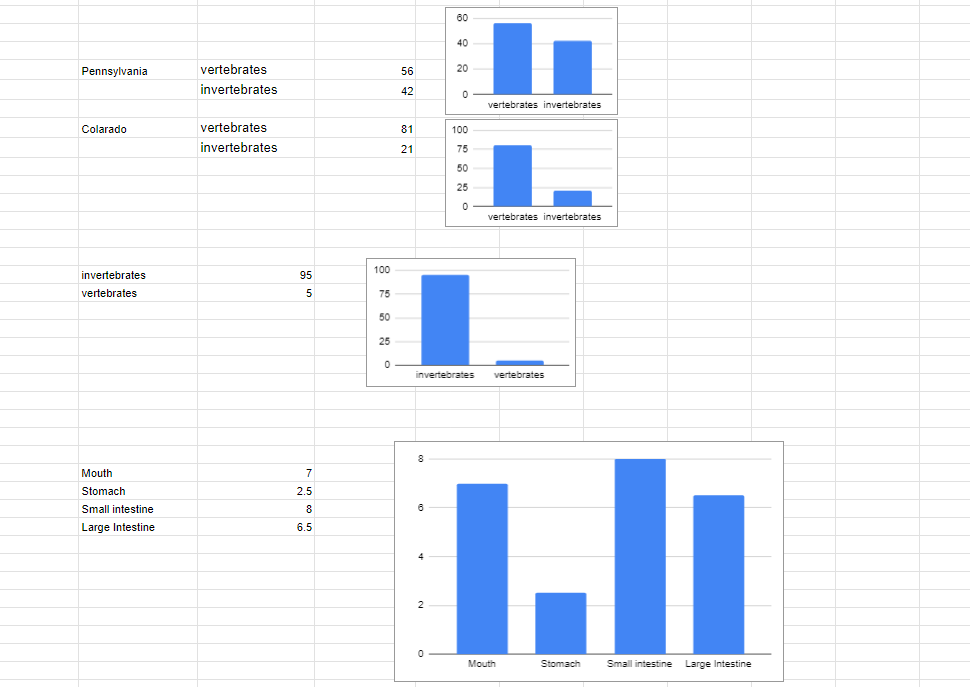 60
40
20
0
vertebrates invertebrates
Pennsylvania vertebrates 56
invertebrates 42
Colarado vertebrates 81
invertebrates 21
100
75
50
25
0
vertebrates invertebrates
invertebrates 95
vertebrates 5
100
75
50
25
0
invertebrates vertebrates
Mouth 7
Stomach 2.5
Small intestine 8
Large Intestine 6.5
8
6
4
2
0
Mouth Stomach Small intestine Large Intestine